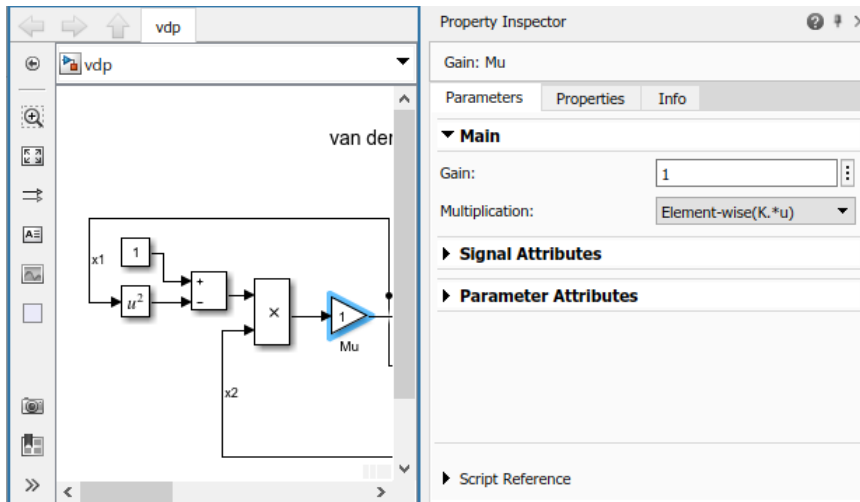 vdp
vdp
van der
x1
1
+
−
u²
×
1
Mu
x2
Property Inspector
Gain: Mu
Parameters Properties Info
Main
Gain: 1
Multiplication: Element-wise(K.*u)
Signal Attributes
Parameter Attributes
Script Reference